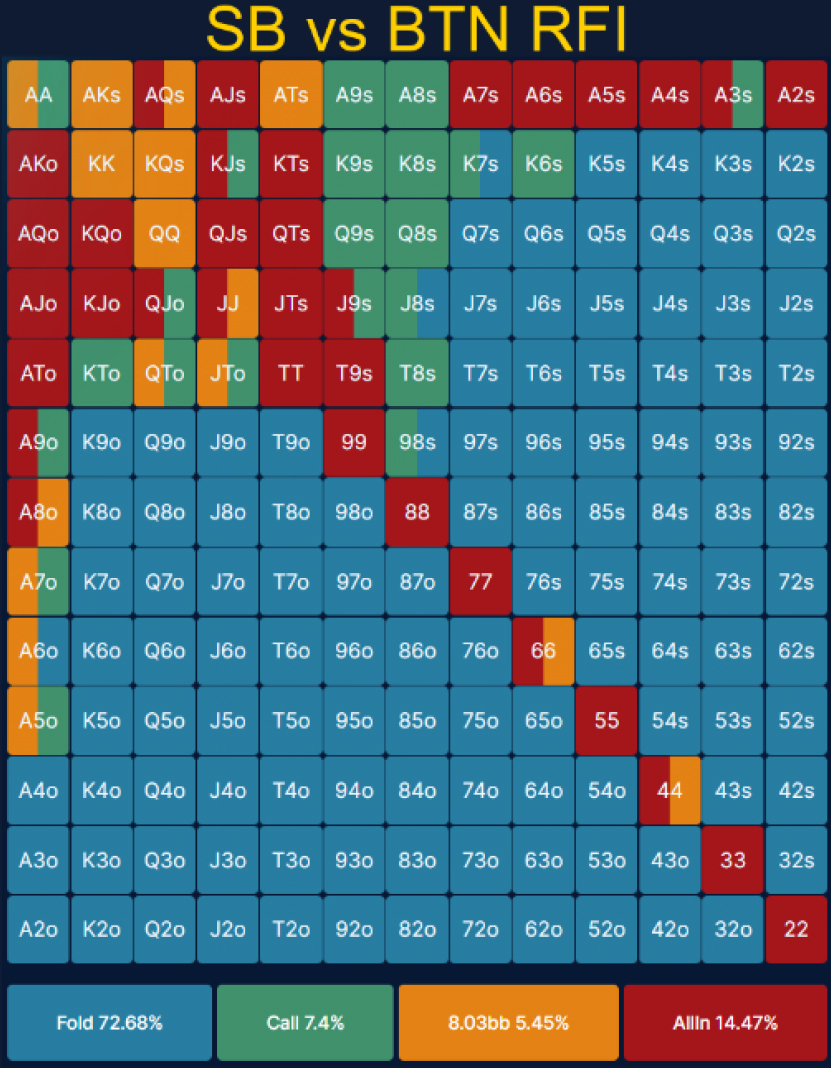 SB vs BTN RFI
AA AKs AQs AJs ATs A9s A8s A7s A6s A5s A4s A3s A2s
AKo KK KQs KJs KTs K9s K8s K7s K6s K5s K4s K3s K2s
AQo KQo QQ QJs QTs Q9s Q8s Q7s Q6s Q5s Q4s Q3s Q2s
AJo KJo QJo JJ JTs J9s J8s J7s J6s J5s J4s J3s J2s
ATo KTo QTo JTo TT T9s T8s T7s T6s T5s T4s T3s T2s
A9o K9o Q9o J9o T9o 99 98s 97s 96s 95s 94s 93s 92s
A8o K8o Q8o J8o T8o 98o 88 87s 86s 85s 84s 83s 82s
A7o K7o Q7o J7o T7o 97o 87o 77 76s 75s 74s 73s 72s
A6o K6o Q6o J6o T6o 96o 86o 76o 66 65s 64s 63s 62s
A5o K5o Q5o J5o T5o 95o 85o 75o 65o 55 54s 53s 52s
A4o K4o Q4o J4o T4o 94o 84o 74o 64o 54o 44 43s 42s
A3o K3o Q3o J3o T3o 93o 83o 73o 63o 53o 43o 33 32s
A2o K2o Q2o J2o T2o 92o 82o 72o 62o 52o 42o 32o 22
Fold 72.68% Call 7.4% 8.03bb 5.45% AllIn 14.47%